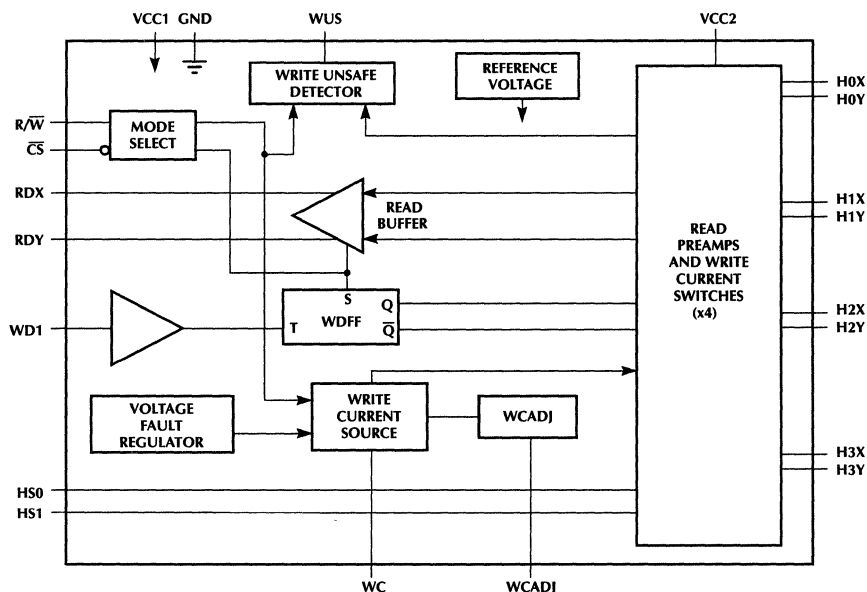 VCC1 GND WUS VCC2
WRITE UNSAFE
DETECTOR
REFERENCE
VOLTAGE
H0X
H0Y
R/W̅
C̅S̅
MODE
SELECT
RDX
RDY
READ
BUFFER
H1X
H1Y
READ
PREAMPS
AND WRITE
CURRENT
SWITCHES
(x4)
S
Q
WDFF
T
Q̅
WD1
H2X
H2Y
VOLTAGE
FAULT
REGULATOR
WRITE
CURRENT
SOURCE
WCADJ
H3X
H3Y
HS0
HS1
WC WCADJ